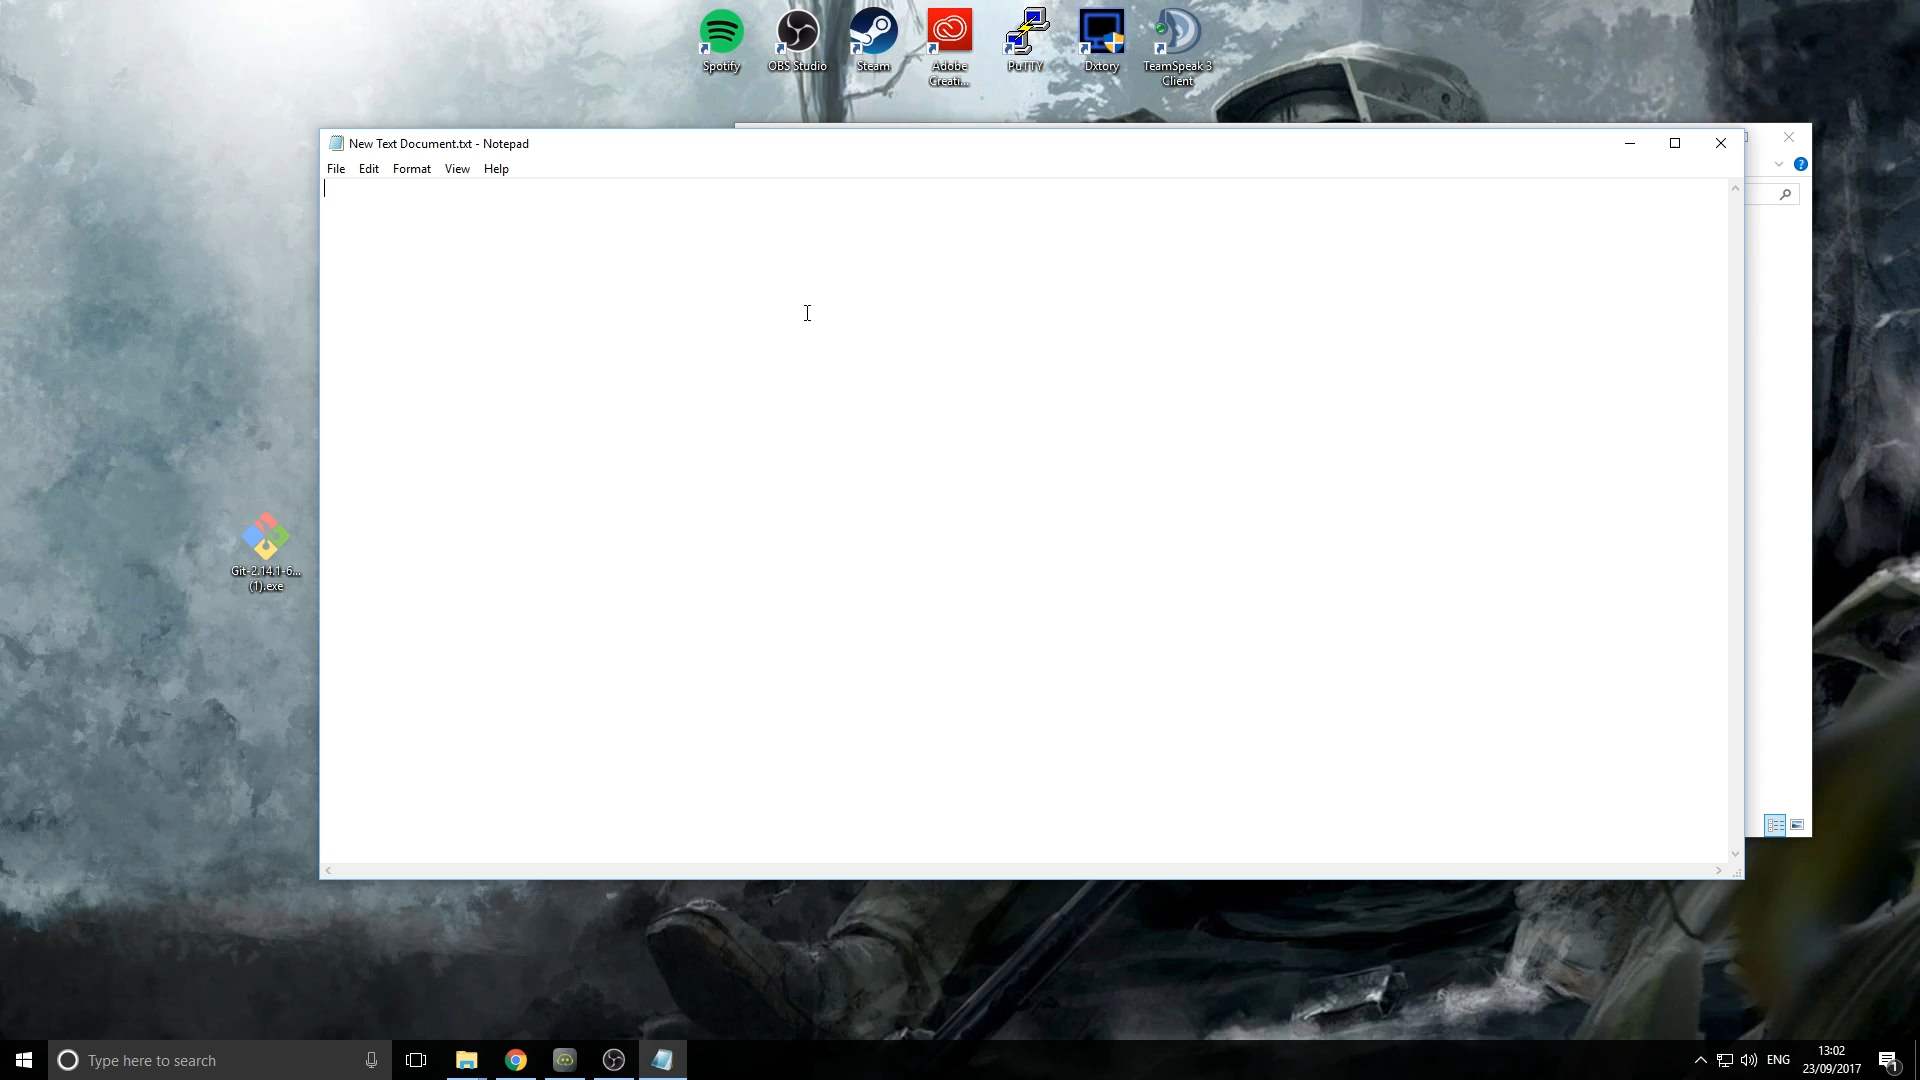 Spotify
OBS Studio
Steam
Adobe
Creati...
PuTTY
Dxtory
TeamSpeak 3
Client
New Text Document.txt - Notepad
File Edit Format View Help
Git-2.14.1-6...
(1).exe
Type here to search
ENG
13:02
23/09/2017
1